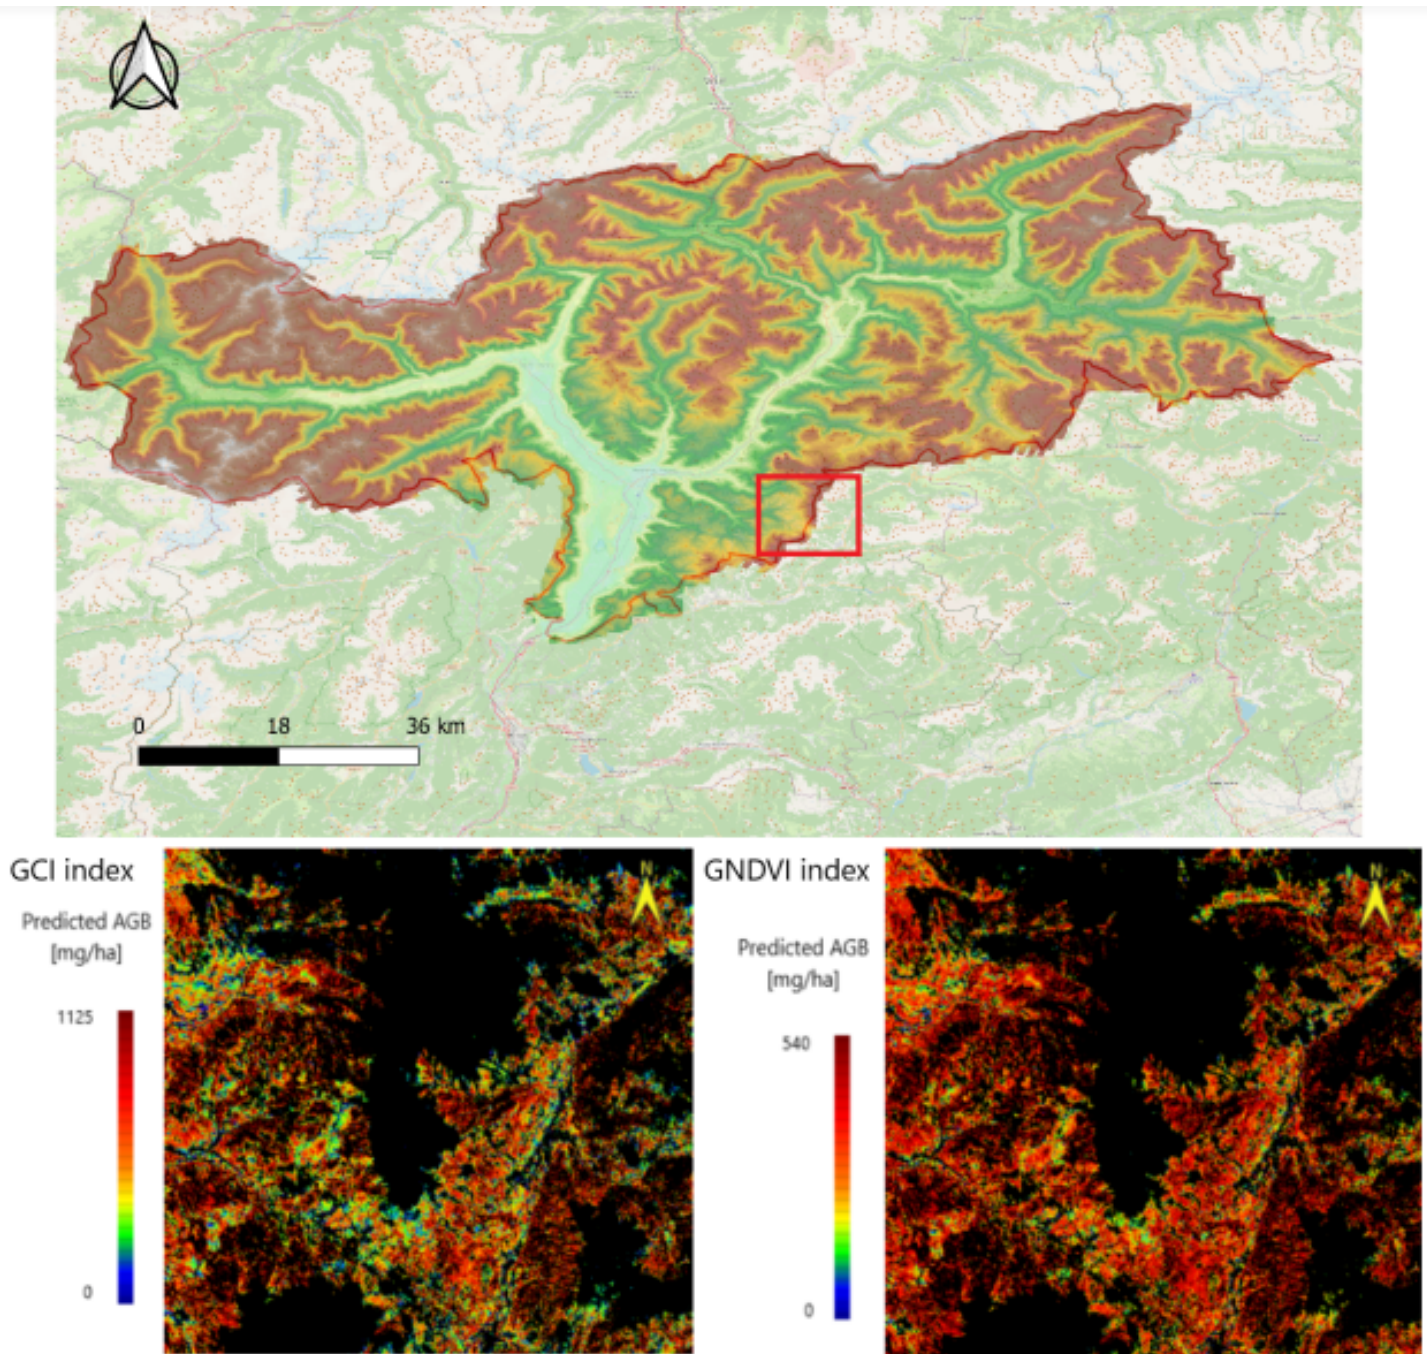 0 18 36 km
GCI index
Predicted AGB
[mg/ha]
1125
0
N
GNDVI index
Predicted AGB
[mg/ha]
540
0
N